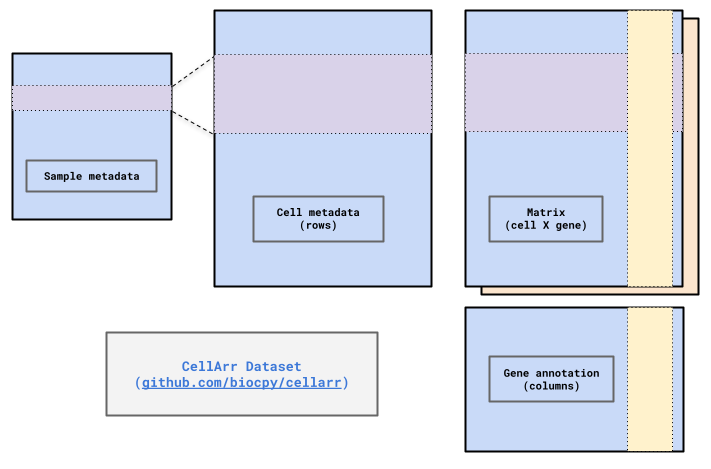 Sample metadata
Cell metadata
(rows)
Matrix
(cell X gene)
Gene annotation
(columns)
CellArr Dataset
(github.com/biocpy/cellarr)